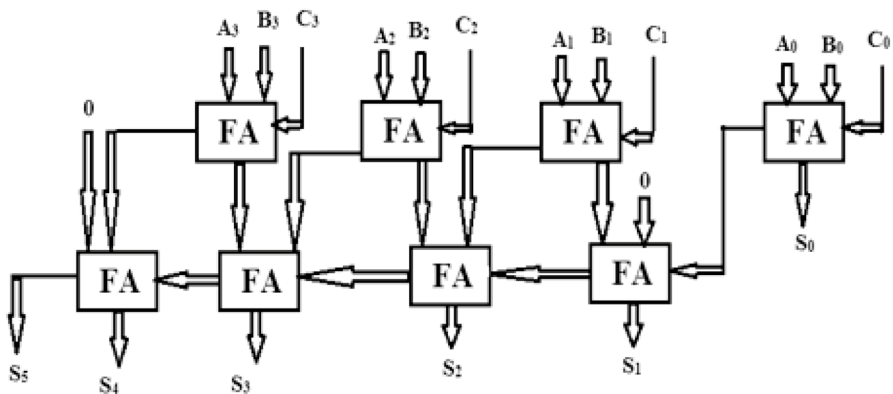 A3 B3 C3 A2 B2 C2 A1 B1 C1 A0 B0 C0
0 FA FA FA FA
0 S0
FA FA FA FA
S5 S4 S3 S2 S1